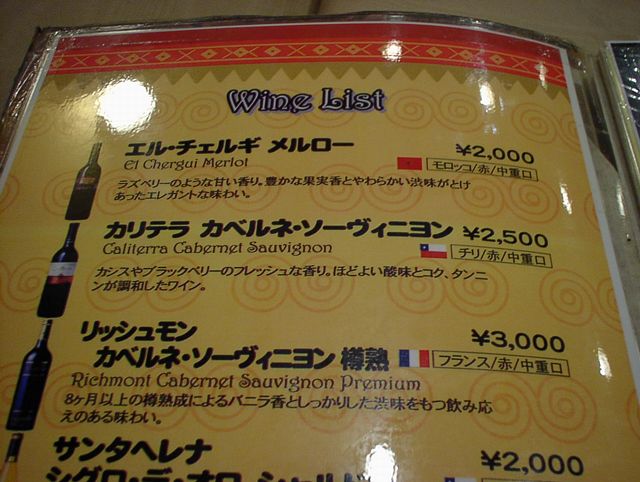 Wine List
エル・チェルギ メルロー ¥2,000
El Chergui Merlot モロッコ/赤/中重口
ラズベリーのような甘い香り。豊かな果実香とやわらかい渋味がとけ
あったエレガントな味わい。
カリテラ カベルネ・ソーヴィニヨン ¥2,500
Caliterra Cabernet Sauvignon チリ/赤/中重口
カシスやブラックベリーのフレッシュな香り。ほどよい酸味とコク、タンニ
ンが調和したワイン。
リッシュモン ¥3,000
カベルネ・ソーヴィニヨン 樽熟 フランス/赤/中重口
Richmont Cabernet Sauvignon Premium
8ヶ月以上の樽熟成によるバニラ香としっかりした渋味をもつ飲み応
えのある味わい。
サンタヘレナ ¥2,000
シグロ・デ・オロ